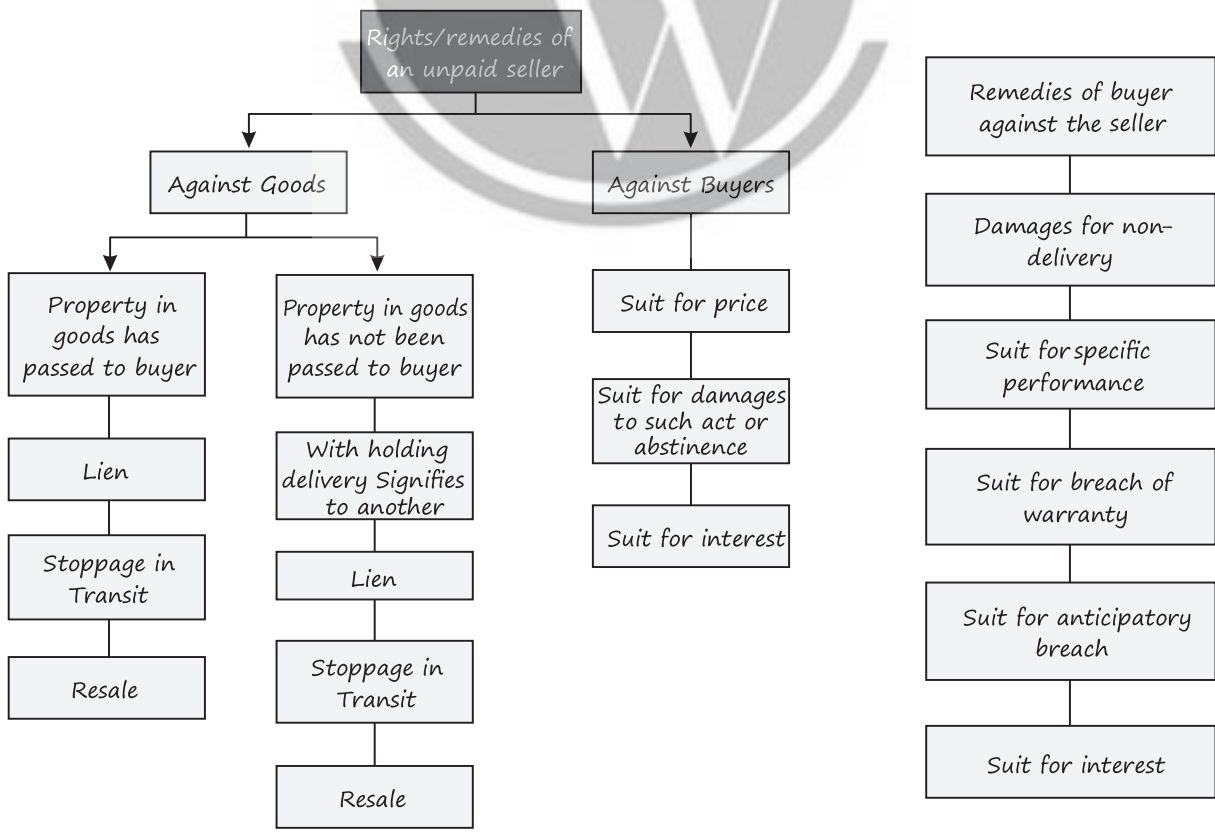 Rights/remedies of
an unpaid seller
Against Goods
Property in
goods has
passed to buyer
Lien
Stoppage in
Transit
Resale
Property in goods
has not been
passed to buyer
With holding
delivery Signifies
to another
Lien
Stoppage in
Transit
Resale
Against Buyers
Suit for price
Suit for damages
to such act or
abstinence
Suit for interest
Remedies of buyer
against the seller
Damages for non-
delivery
Suit for specific
performance
Suit for breach of
warranty
Suit for anticipatory
breach
Suit for interest